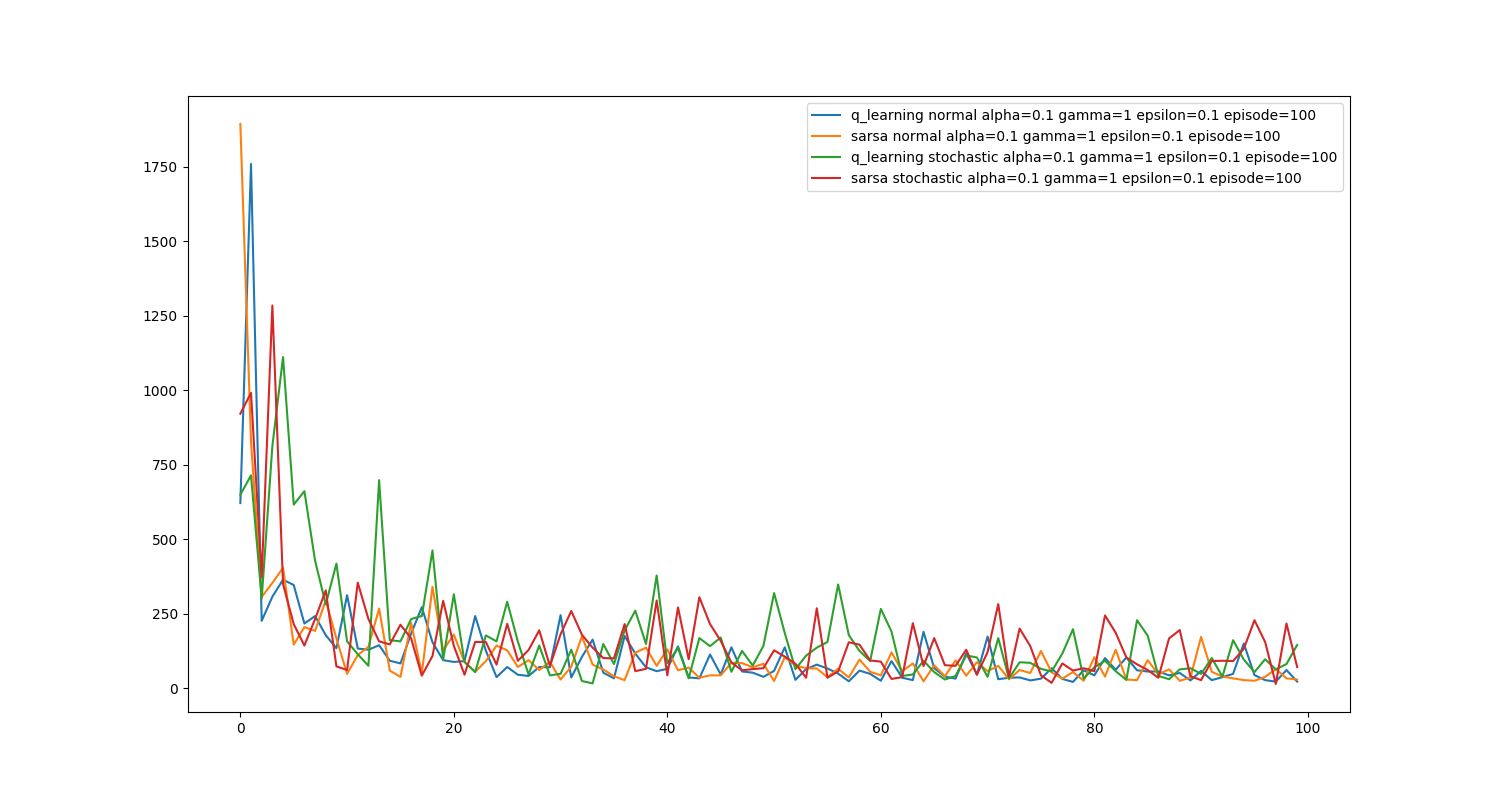 q_learning normal alpha=0.1 gamma=1 epsilon=0.1 episode=100
sarsa normal alpha=0.1 gamma=1 epsilon=0.1 episode=100
q_learning stochastic alpha=0.1 gamma=1 epsilon=0.1 episode=100
sarsa stochastic alpha=0.1 gamma=1 epsilon=0.1 episode=100
1750
1500
1250
1000
750
500
250
0
0 20 40 60 80 100